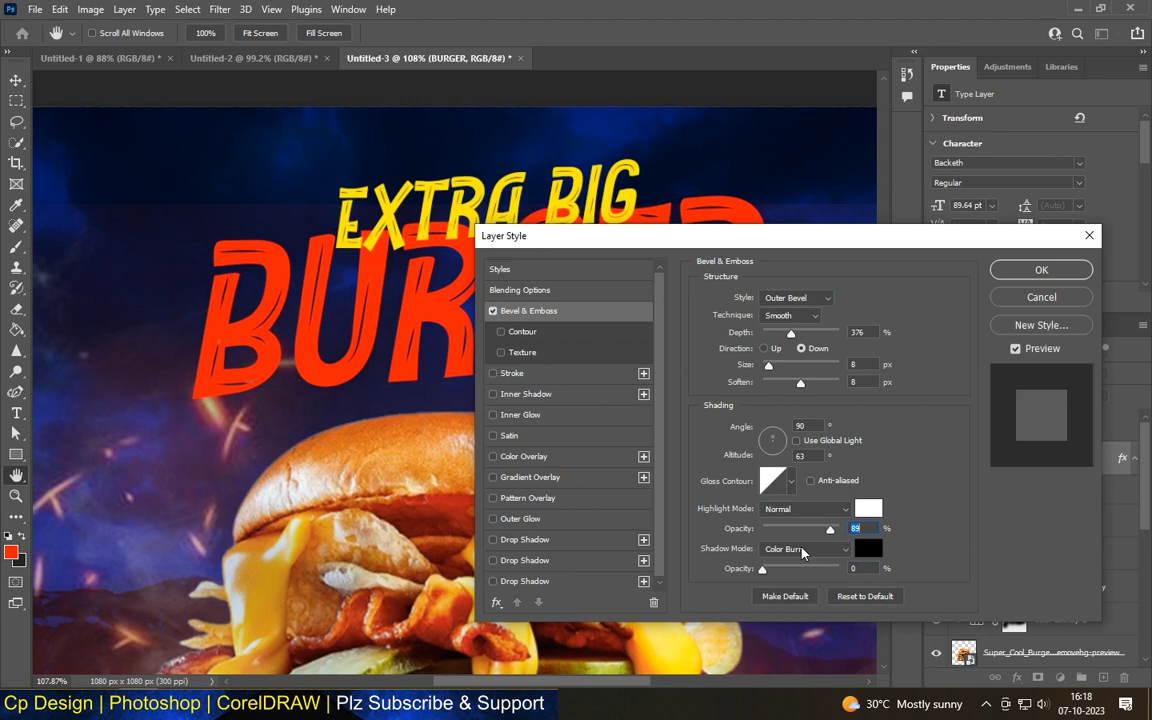 Ps File Edit Image Layer Type Select Filter 3D View Plugins Window Help
Scroll All Windows 100% Fit Screen Fill Screen
Untitled-1 @ 88% (RGB/8#) * × Untitled-2 @ 99.2% (RGB/8#) * × Untitled-3 @ 108% (BURGER, RGB/8#) * ×
Properties Adjustments Libraries
T Type Layer
Transform
Character
Backeth
Regular
89.64 pt (Auto)
EXTRA BIG
BURGER
Layer Style
Styles
Blending Options
Bevel & Emboss
Contour
Texture
Stroke
Inner Shadow
Inner Glow
Satin
Color Overlay
Gradient Overlay
Pattern Overlay
Outer Glow
Drop Shadow
Drop Shadow
Drop Shadow
fx
Bevel & Emboss
Structure
Style: Outer Bevel
Technique: Smooth
Depth: 376 %
Direction: Up Down
Size: 8 px
Soften: 8 px
Shading
Angle: 90 °
Use Global Light
Altitude: 63 °
Gloss Contour: Anti-aliased
Highlight Mode: Normal
Opacity: 89 %
Shadow Mode: Color Burn
Opacity: 0 %
Make Default Reset to Default
OK
Cancel
New Style...
Preview
fx
Super_Cool_Burge...emovebg-preview
107.87% 1080 px x 1080 px (300 ppi)
Cp Design | Photoshop | CorelDRAW | Plz Subscribe & Support
30°C Mostly sunny
16:18
07-10-2023